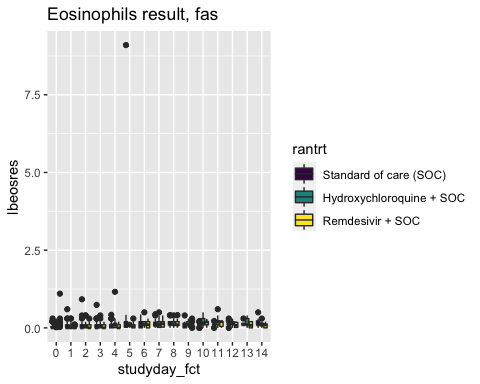 Eosinophils result, fas
lbeosres
7.5
5.0
2.5
0.0
0 1 2 3 4 5 6 7 8 9 10 11 12 13 14
studyday_fct
rantrt
Standard of care (SOC)
Hydroxychloroquine + SOC
Remdesivir + SOC